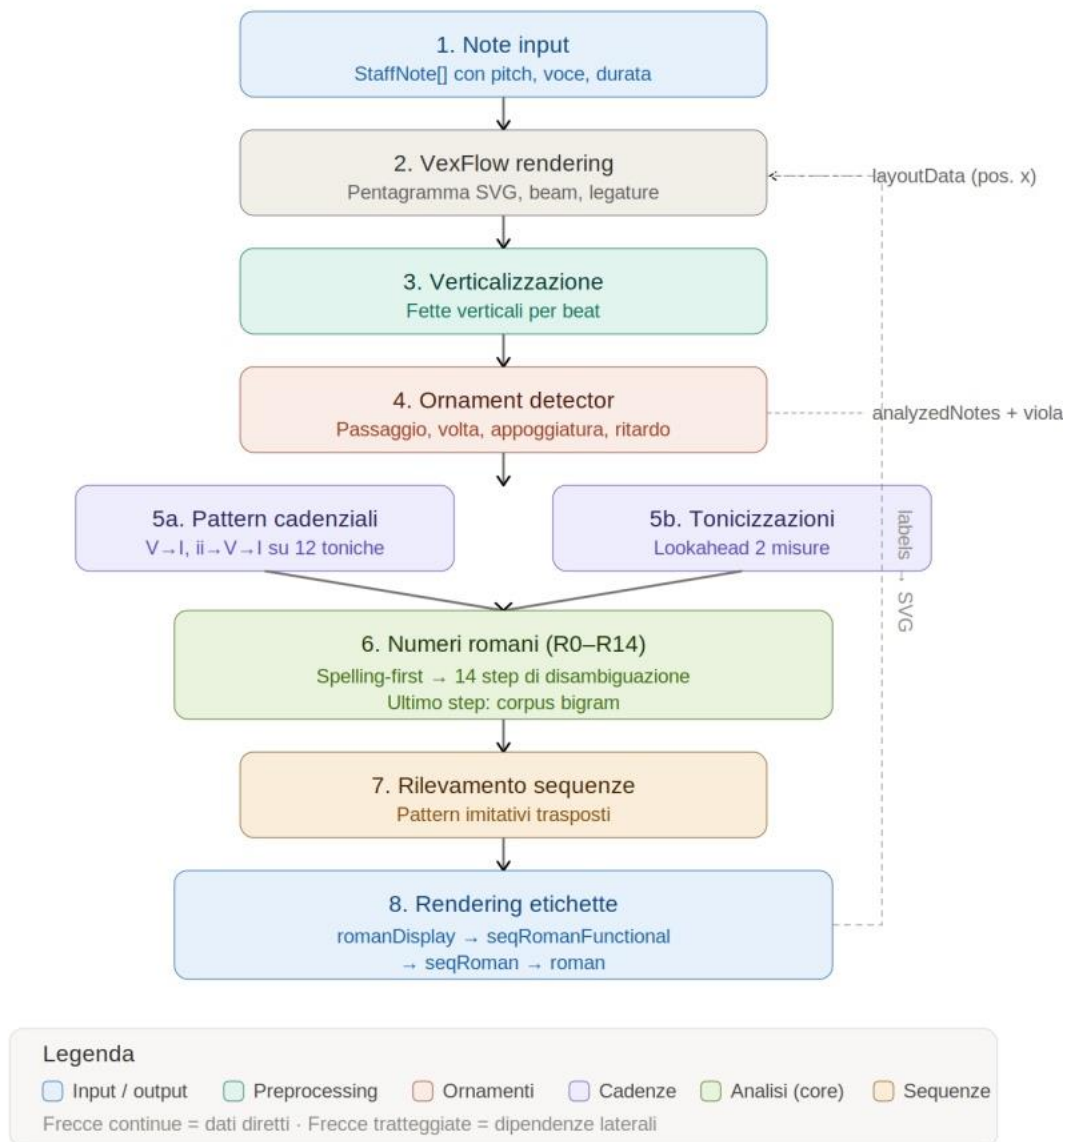 1. Note input
StaffNote[] con pitch, voce, durata
2. VexFlow rendering
Pentagramma SVG, beam, legature
layoutData (pos. x)
3. Verticalizzazione
Fette verticali per beat
4. Ornament detector
Passaggio, volta, appoggiatura, ritardo
analyzedNotes + viola
5a. Pattern cadenziali
V→I, ii→V→I su 12 toniche
5b. Tonicizzazioni
Lookahead 2 misure
labels → SVG
6. Numeri romani (R0–R14)
Spelling-first → 14 step di disambiguazione
Ultimo step: corpus bigram
7. Rilevamento sequenze
Pattern imitativi trasposti
8. Rendering etichette
romanDisplay → seqRomanFunctional
→ seqRoman → roman
Legenda
Input / output Preprocessing Ornamenti Cadenze Analisi (core) Sequenze
Frecce continue = dati diretti · Frecce tratteggiate = dipendenze laterali